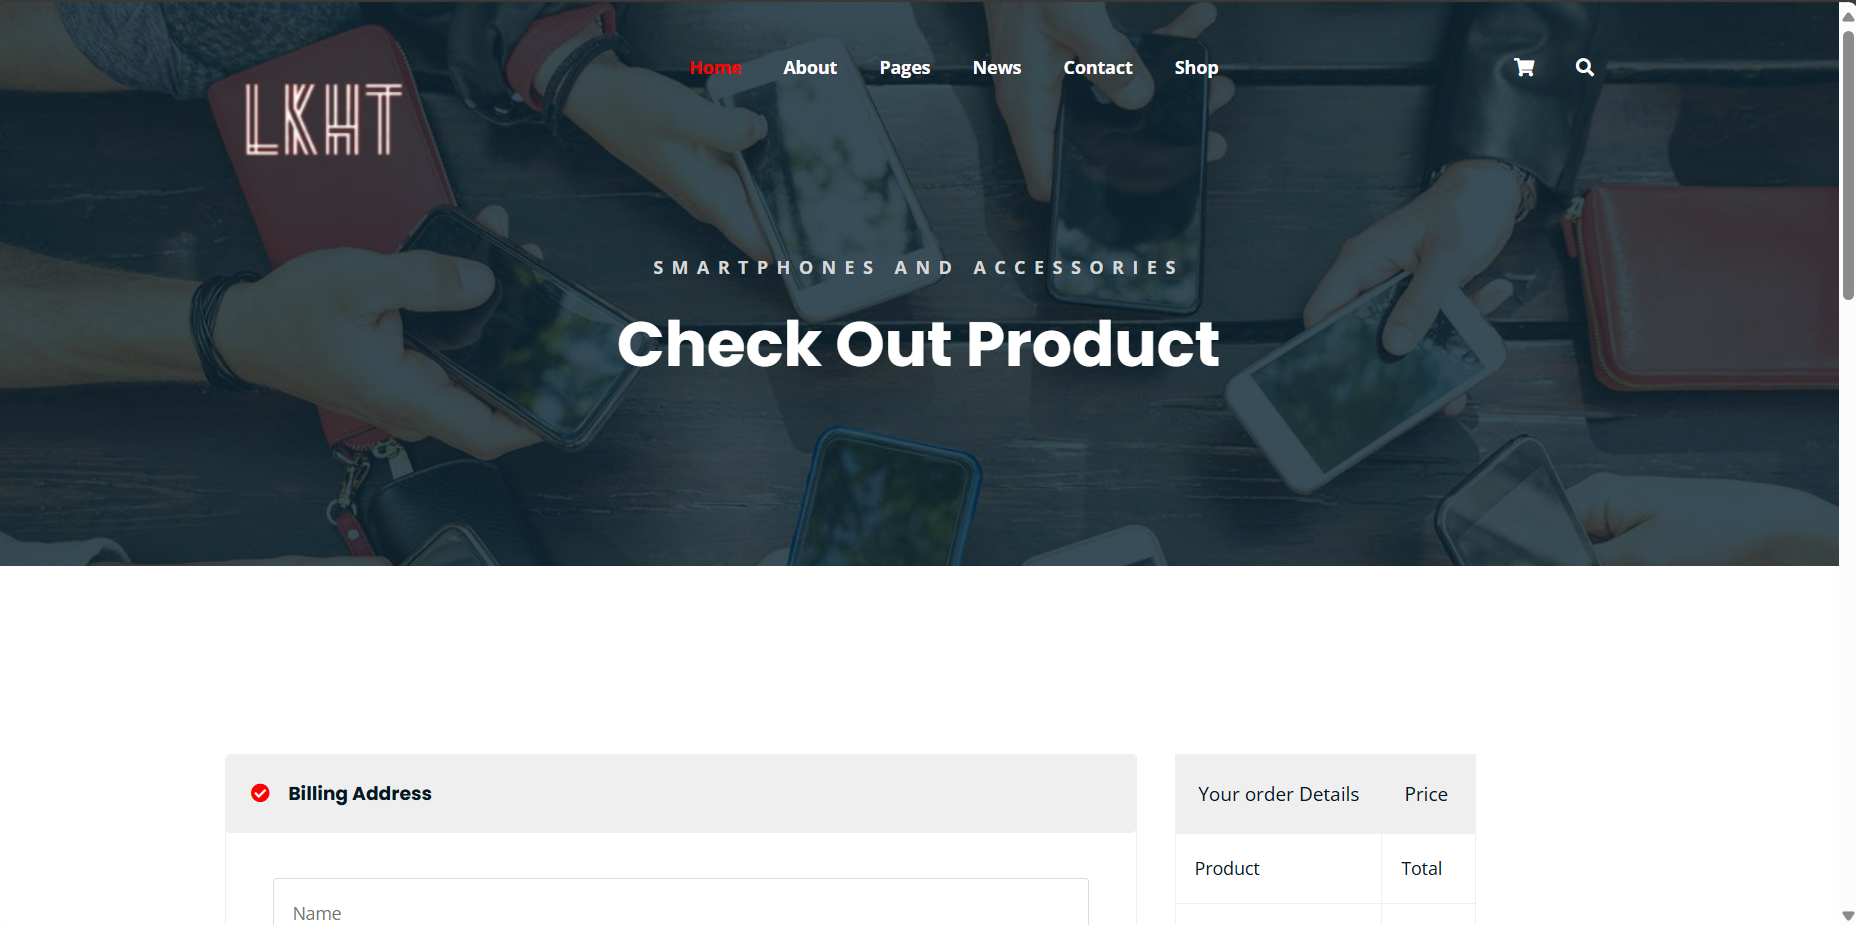 LKHT
Home About Pages News Contact Shop
SMARTPHONES AND ACCESSORIES
Check Out Product
Billing Address
Name
Your order Details Price
Product Total